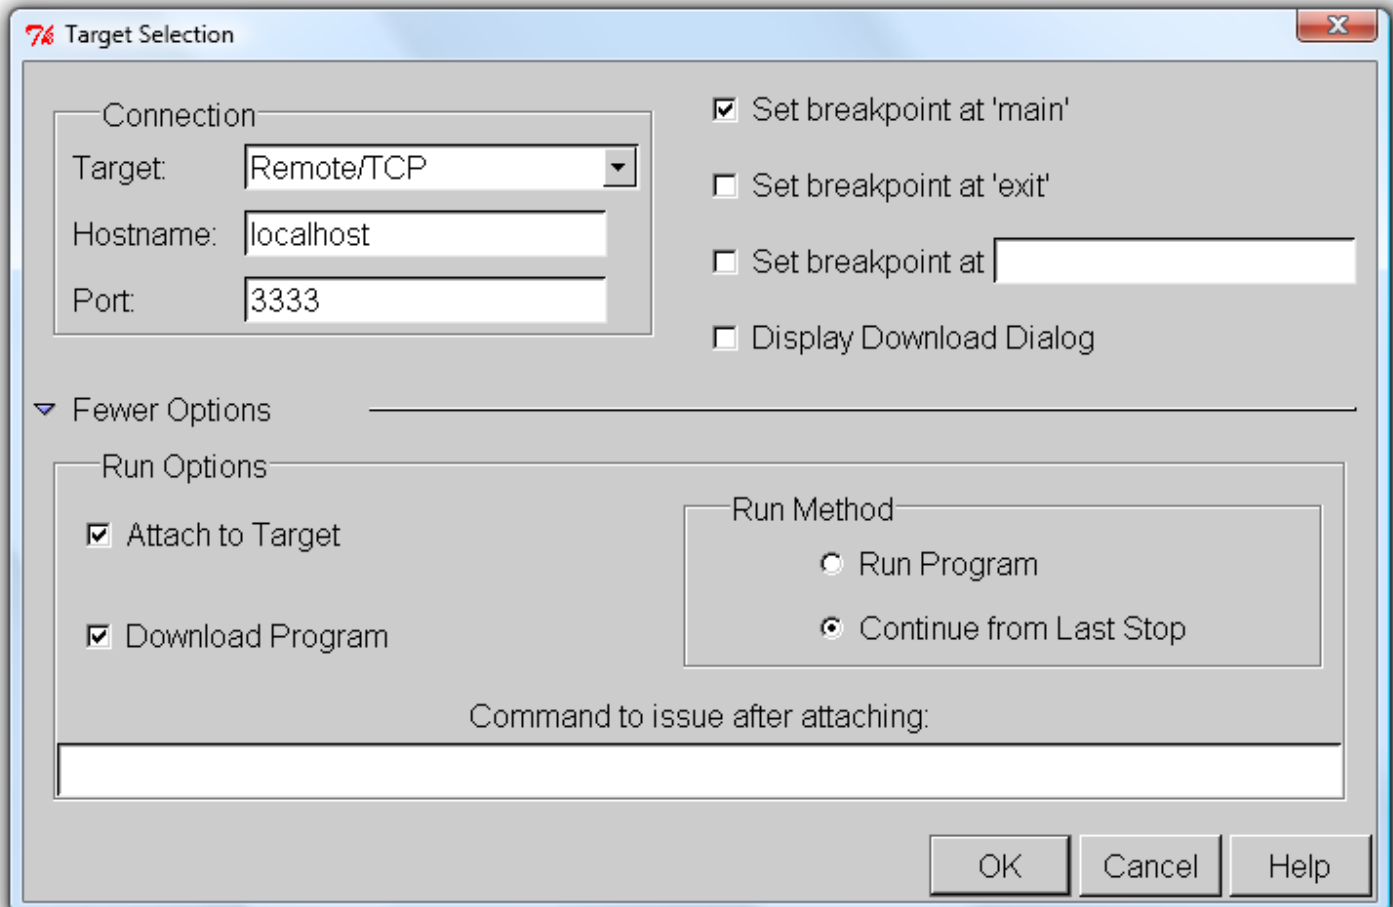 Target Selection
Connection
Target: Remote/TCP
Hostname: localhost
Port: 3333
Set breakpoint at 'main'
Set breakpoint at 'exit'
Set breakpoint at
Display Download Dialog
Fewer Options
Run Options
Attach to Target
Download Program
Run Method
Run Program
Continue from Last Stop
Command to issue after attaching:
OK Cancel Help